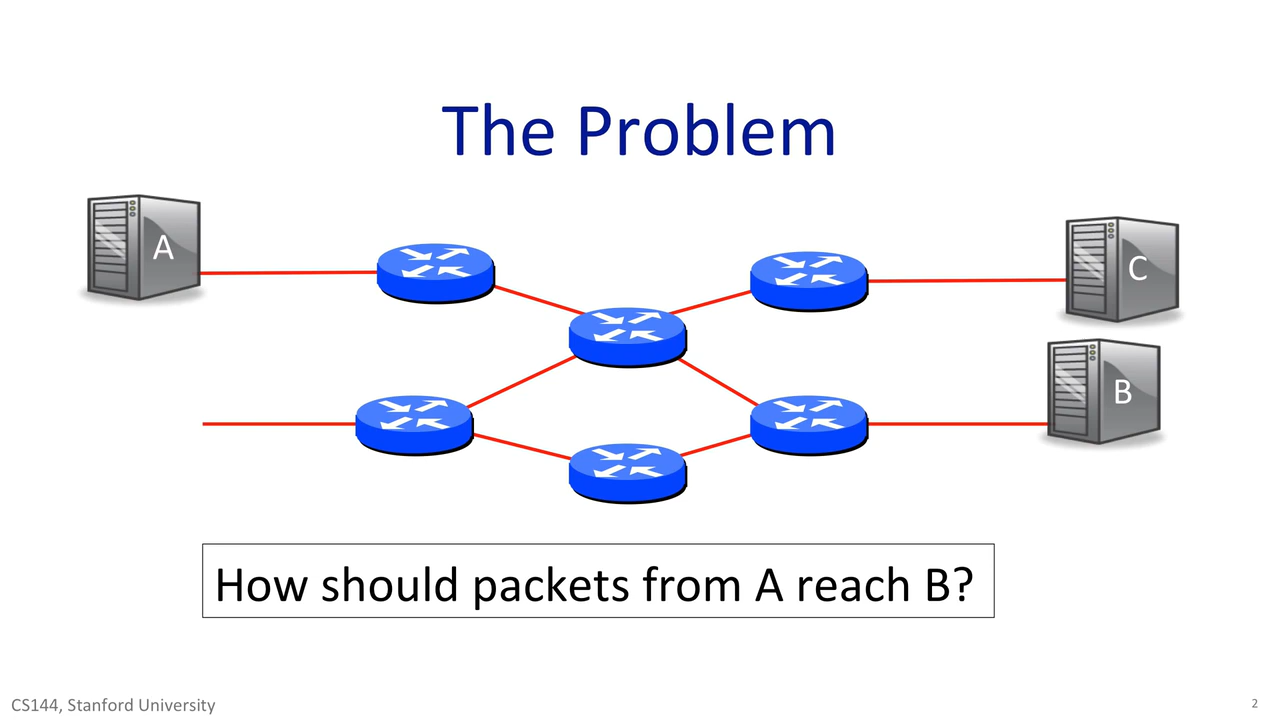 The Problem
A
C
B
How should packets from A reach B?
CS144, Stanford University
2